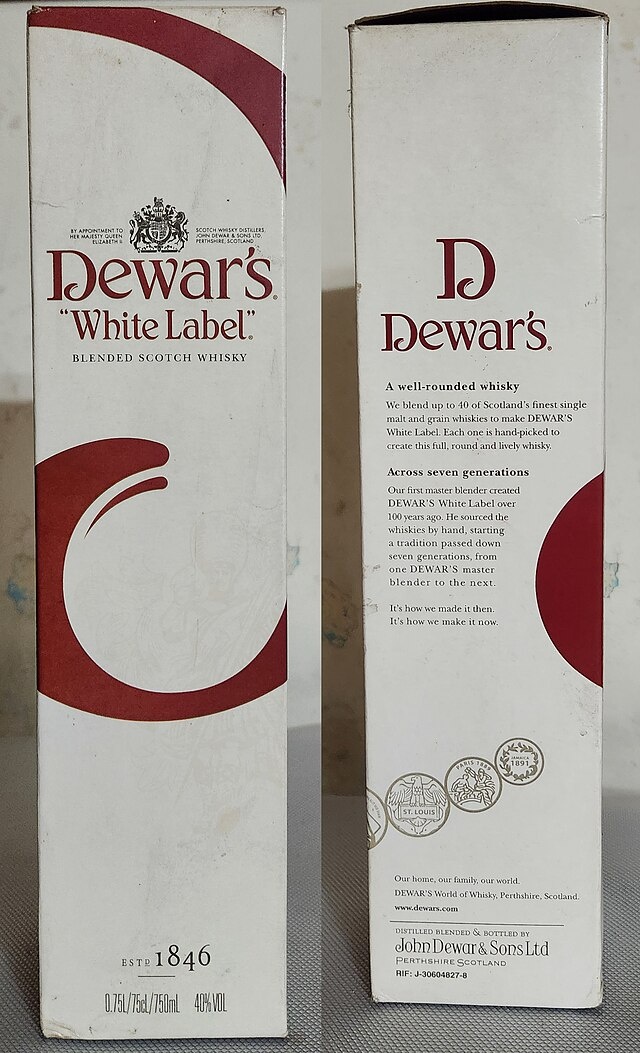 BY APPOINTMENT TO
HER MAJESTY QUEEN
ELIZABETH II
SCOTCH WHISKY DISTILLERS,
JOHN DEWAR & SONS LTD,
PERTHSHIRE, SCOTLAND
Dewar's®
"White Label"®
BLENDED SCOTCH WHISKY
ESTD 1846
0.75L/75cL/750mL 40% VOL
D
Dewar's®
A well-rounded whisky
We blend up to 40 of Scotland's finest single
malt and grain whiskies to make DEWAR'S
White Label. Each one is hand-picked to
create this full, round and lively whisky.
Across seven generations
Our first master blender created
DEWAR'S White Label over
100 years ago. He sourced the
whiskies by hand, starting
a tradition passed down
seven generations, from
one DEWAR'S master
blender to the next.
It's how we made it then.
It's how we make it now.
JAMAICA
1891
PARIS 1889
ST. LOUIS
Our home, our family, our world.
DEWAR'S World of Whisky, Perthshire, Scotland.
www.dewars.com
DISTILLED BLENDED & BOTTLED BY
John Dewar & Sons Ltd
PERTHSHIRE SCOTLAND
RIF: J-30604827-8